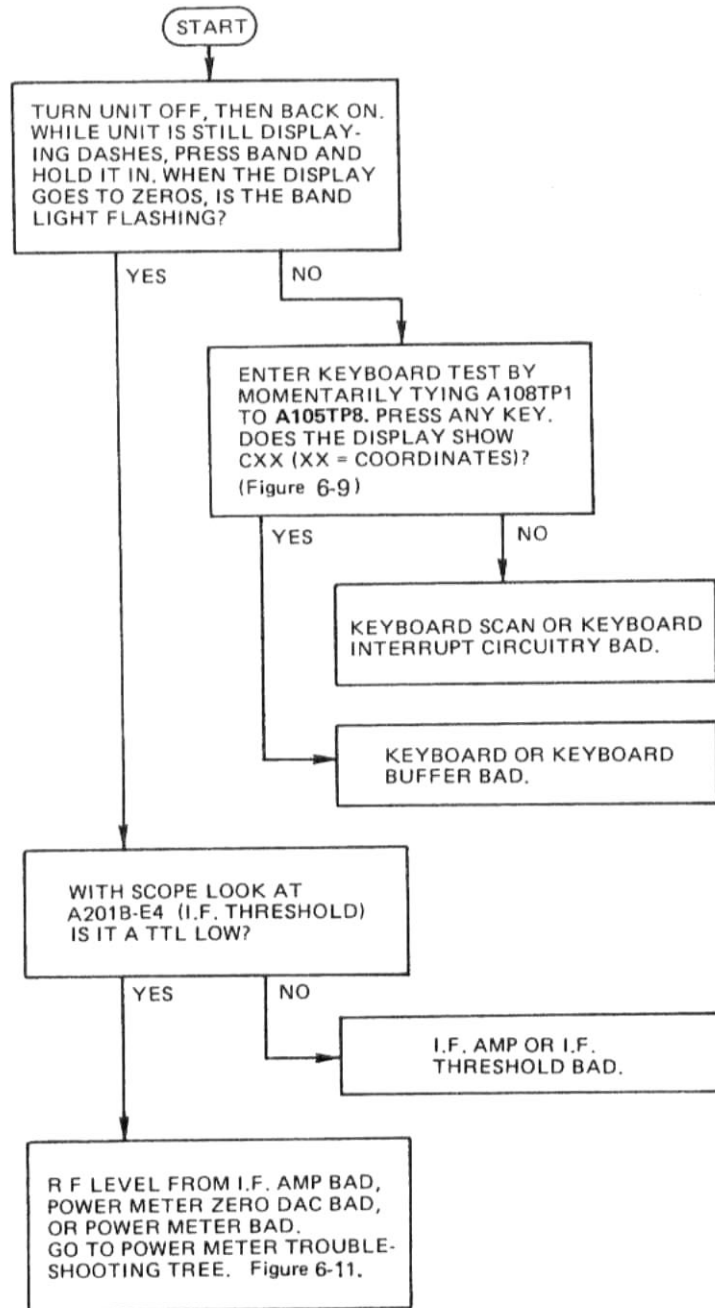 START
TURN UNIT OFF, THEN BACK ON.
WHILE UNIT IS STILL DISPLAY-
ING DASHES, PRESS BAND AND
HOLD IT IN. WHEN THE DISPLAY
GOES TO ZEROS, IS THE BAND
LIGHT FLASHING?
YES
NO
ENTER KEYBOARD TEST BY
MOMENTARILY TYING A108TP1
TO A105TP8. PRESS ANY KEY.
DOES THE DISPLAY SHOW
CXX (XX = COORDINATES)?
(Figure 6-9)
YES
NO
KEYBOARD SCAN OR KEYBOARD
INTERRUPT CIRCUITRY BAD.
KEYBOARD OR KEYBOARD
BUFFER BAD.
WITH SCOPE LOOK AT
A201B-E4 (I.F. THRESHOLD)
IS IT A TTL LOW?
YES
NO
I.F. AMP OR I.F.
THRESHOLD BAD.
R F LEVEL FROM I.F. AMP BAD,
POWER METER ZERO DAC BAD,
OR POWER METER BAD.
GO TO POWER METER TROUBLE-
SHOOTING TREE. Figure 6-11.